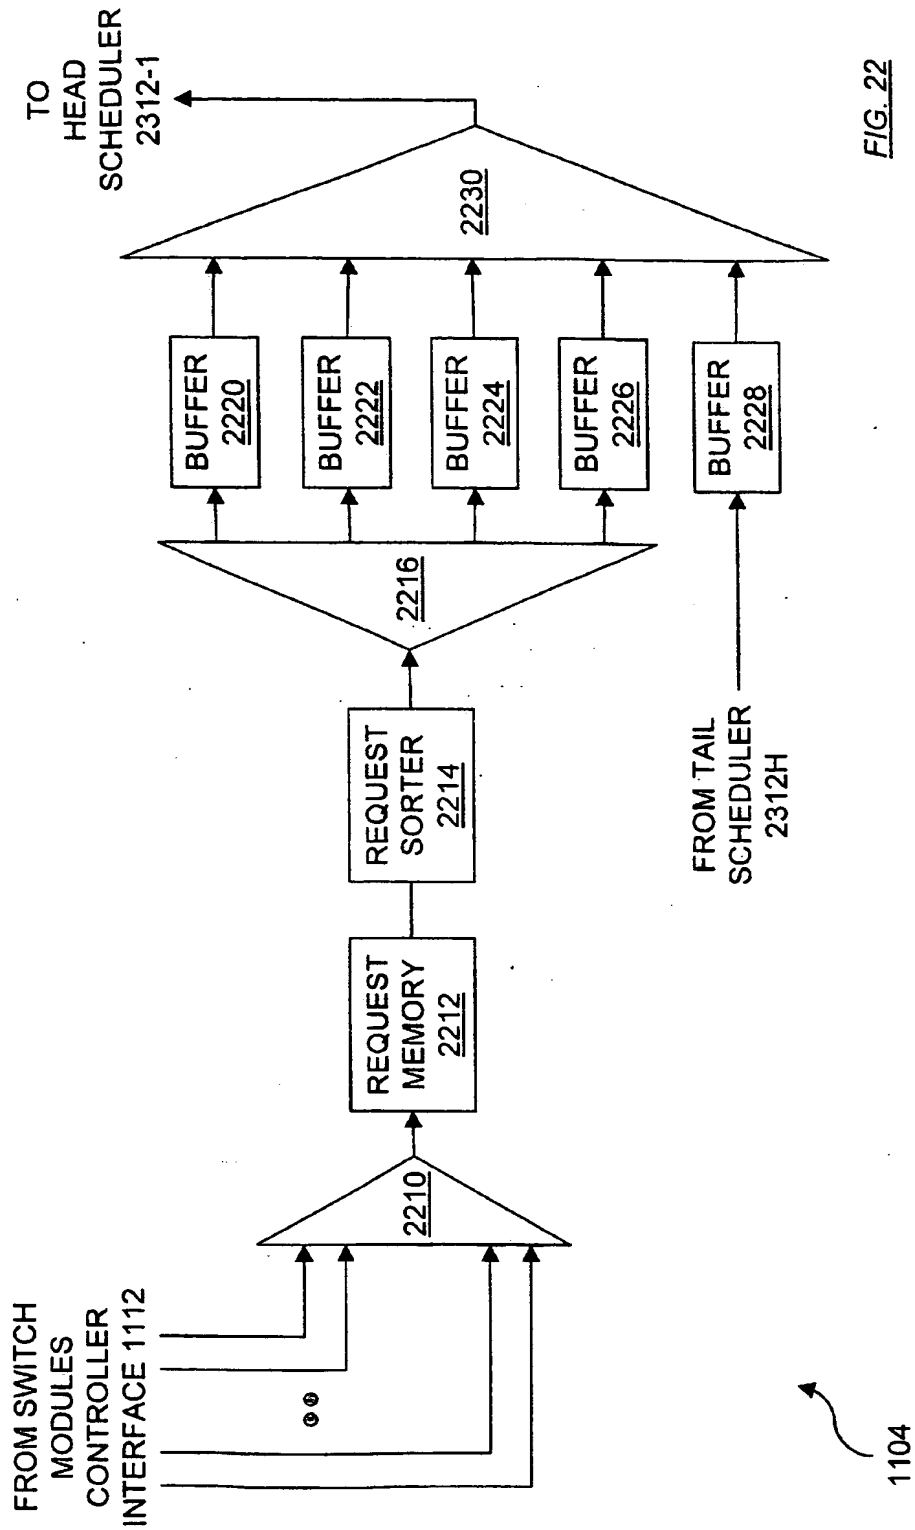 FROM SWITCH
MODULES
CONTROLLER
INTERFACE 1112
2210
REQUEST
MEMORY
2212
REQUEST
SORTER
2214
2216
BUFFER
2220
BUFFER
2222
BUFFER
2224
BUFFER
2226
BUFFER
2228
FROM TAIL
SCHEDULER
2312H
2230
TO
HEAD
SCHEDULER
2312-1
1104
FIG. 22